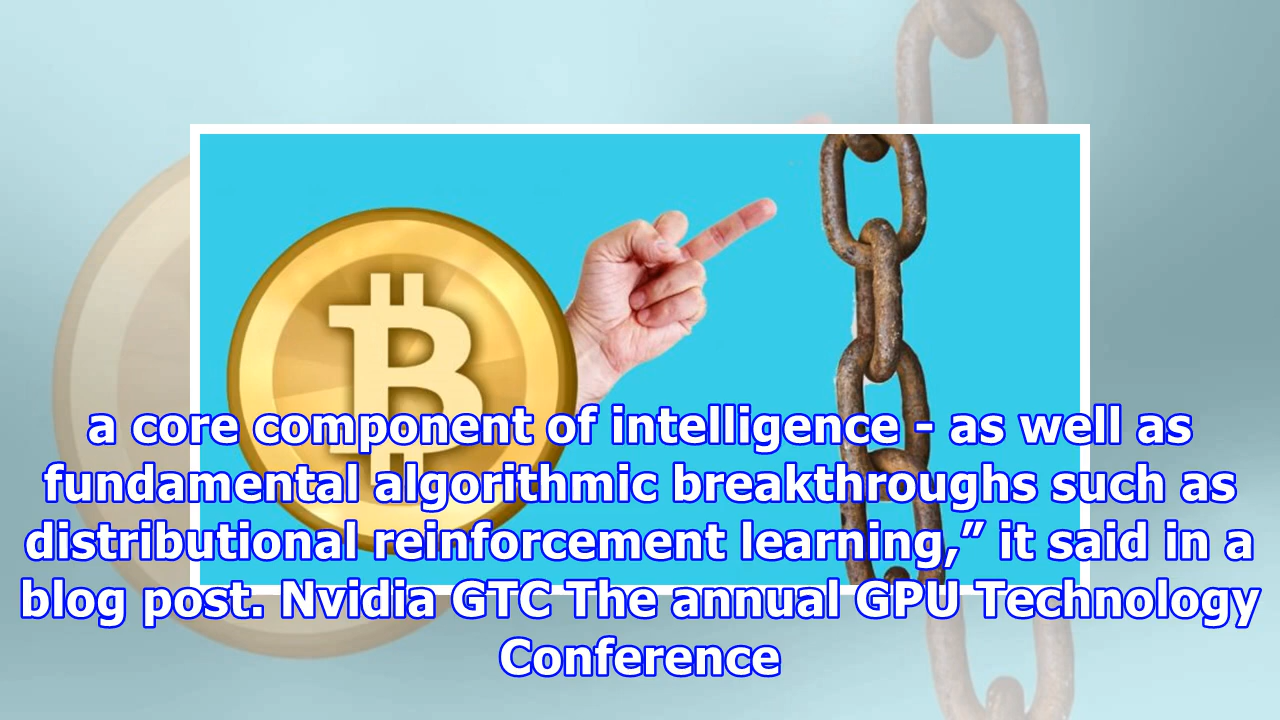 a core component of intelligence - as well as
fundamental algorithmic breakthroughs such as
distributional reinforcement learning,” it said in a
blog post. Nvidia GTC The annual GPU Technology
Conference